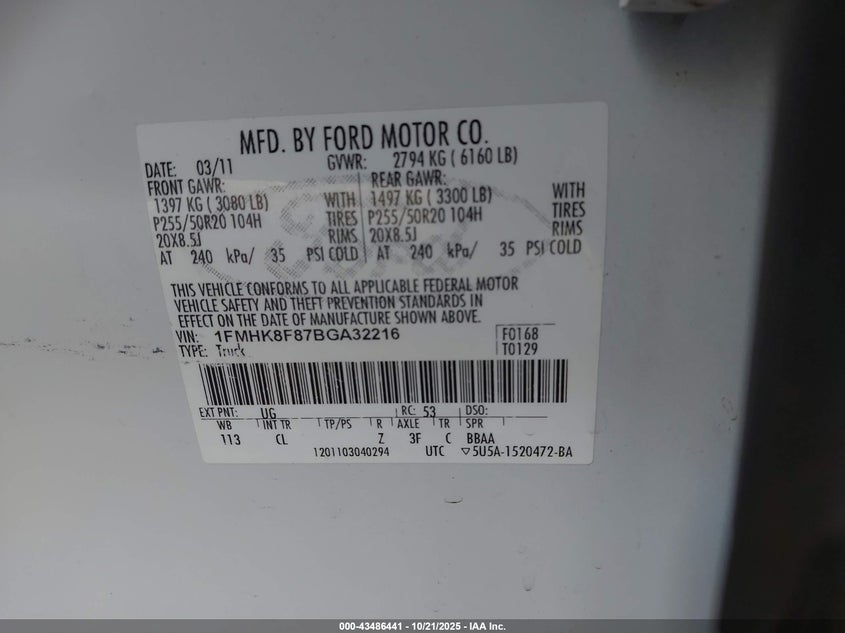 MFD. BY FORD MOTOR CO.
DATE: 03/11 GVWR: 2794 KG ( 6160 LB)
FRONT GAWR: REAR GAWR:
1397 KG ( 3080 LB) WITH 1497 KG ( 3300 LB) WITH
P255/50R20 104H TIRES P255/50R20 104H TIRES
20X8.5J RIMS 20X8.5J RIMS
AT 240 kPa/ 35 PSI COLD AT 240 kPa/ 35 PSI COLD
THIS VEHICLE CONFORMS TO ALL APPLICABLE FEDERAL MOTOR
VEHICLE SAFETY AND THEFT PREVENTION STANDARDS IN
EFFECT ON THE DATE OF MANUFACTURE SHOWN ABOVE.
VIN: 1FMHK8F87BGA32216 F0168
TYPE: Truck T0129
EXT PNT: UG RC: 53 DSO:
WB INT TR TP/PS R AXLE TR SPR
113 CL Z 3F C BBAA
1201103040294 UTC ▽5U5A-1520472-BA
000-43486441 - 10/21/2025 - IAA Inc.